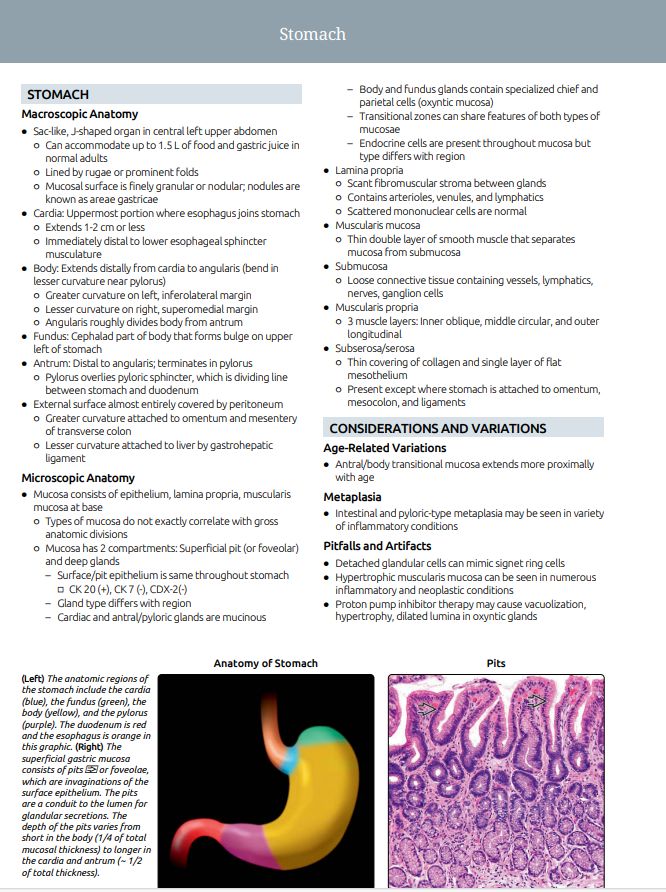 Stomach
STOMACH
Macroscopic Anatomy
● Sac-like, J-shaped organ in central left upper abdomen
○ Can accommodate up to 1.5 L of food and gastric juice in
normal adults
○ Lined by rugae or prominent folds
○ Mucosal surface is finely granular or nodular; nodules are
known as areae gastricae
● Cardia: Uppermost portion where esophagus joins stomach
○ Extends 1-2 cm or less
○ Immediately distal to lower esophageal sphincter
musculature
● Body: Extends distally from cardia to angularis (bend in
lesser curvature near pylorus)
○ Greater curvature on left, inferolateral margin
○ Lesser curvature on right, superomedial margin
○ Angularis roughly divides body from antrum
● Fundus: Cephalad part of body that forms bulge on upper
left of stomach
● Antrum: Distal to angularis; terminates in pylorus
○ Pylorus overlies pyloric sphincter, which is dividing line
between stomach and duodenum
● External surface almost entirely covered by peritoneum
○ Greater curvature attached to omentum and mesentery
of transverse colon
○ Lesser curvature attached to liver by gastrohepatic
ligament
Microscopic Anatomy
● Mucosa consists of epithelium, lamina propria, muscularis
mucosa at base
○ Types of mucosa do not exactly correlate with gross
anatomic divisions
○ Mucosa has 2 compartments: Superficial pit (or foveolar)
and deep glands
– Surface/pit epithelium is same throughout stomach
□ CK 20 (+), CK 7 (-), CDX-2(-)
– Gland type differs with region
– Cardiac and antral/pyloric glands are mucinous
– Body and fundus glands contain specialized chief and
parietal cells (oxyntic mucosa)
– Transitional zones can share features of both types of
mucosae
– Endocrine cells are present throughout mucosa but
type differs with region
● Lamina propria
○ Scant fibromuscular stroma between glands
○ Contains arterioles, venules, and lymphatics
○ Scattered mononuclear cells are normal
● Muscularis mucosa
○ Thin double layer of smooth muscle that separates
mucosa from submucosa
● Submucosa
○ Loose connective tissue containing vessels, lymphatics,
nerves, ganglion cells
● Muscularis propria
○ 3 muscle layers: Inner oblique, middle circular, and outer
longitudinal
● Subserosa/serosa
○ Thin covering of collagen and single layer of flat
mesothelium
○ Present except where stomach is attached to omentum,
mesocolon, and ligaments
CONSIDERATIONS AND VARIATIONS
Age-Related Variations
● Antral/body transitional mucosa extends more proximally
with age
Metaplasia
● Intestinal and pyloric-type metaplasia may be seen in variety
of inflammatory conditions
Pitfalls and Artifacts
● Detached glandular cells can mimic signet ring cells
● Hypertrophic muscularis mucosa can be seen in numerous
inflammatory and neoplastic conditions
● Proton pump inhibitor therapy may cause vacuolization,
hypertrophy, dilated lumina in oxyntic glands
Anatomy of Stomach
Pits
(Left) The anatomic regions of
the stomach include the cardia
(blue), the fundus (green), the
body (yellow), and the pylorus
(purple). The duodenum is red
and the esophagus is orange in
this graphic. (Right) The
superficial gastric mucosa
consists of pits or foveolae,
which are invaginations of the
surface epithelium. The pits
are a conduit to the lumen for
glandular secretions. The
depth of the pits varies from
short in the body (1/4 of total
mucosal thickness) to longer in
the cardia and antrum (~ 1/2
of total thickness).